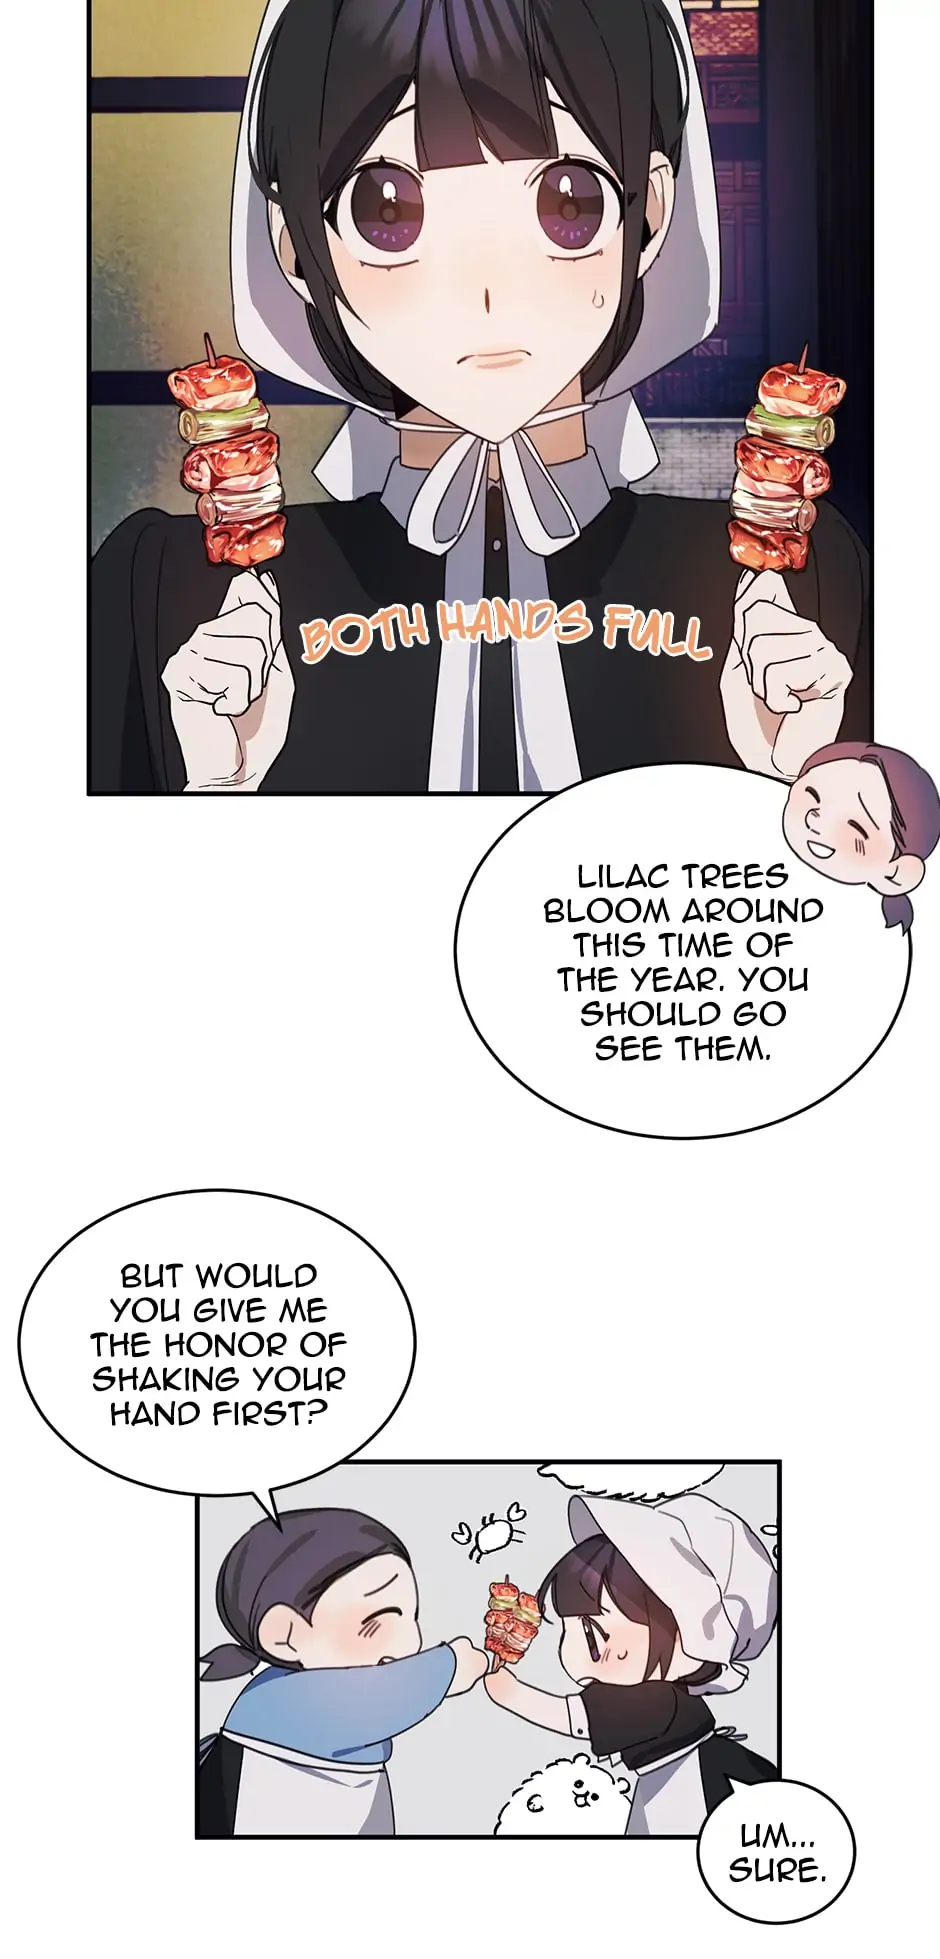 BOTH HANDS FULL
LILAC TREES
BLOOM AROUND
THIS TIME OF
THE YEAR. YOU
SHOULD GO
SEE THEM.
BUT WOULD
YOU GIVE ME
THE HONOR OF
SHAKING YOUR
HAND FIRST?
UM...
SURE.